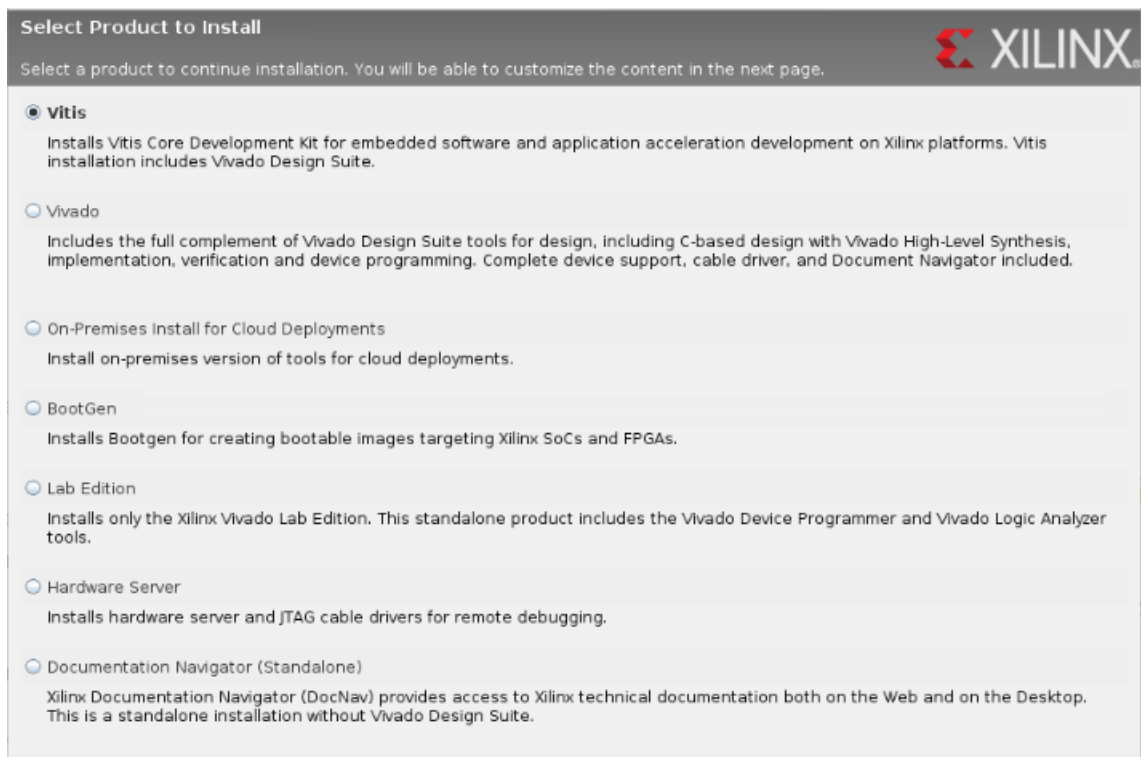 Select Product to Install
XILINX®
Select a product to continue installation. You will be able to customize the content in the next page.
Vitis
Installs Vitis Core Development Kit for embedded software and application acceleration development on Xilinx platforms. Vitis
installation includes Vivado Design Suite.
Vivado
Includes the full complement of Vivado Design Suite tools for design, including C-based design with Vivado High-Level Synthesis,
implementation, verification and device programming. Complete device support, cable driver, and Document Navigator included.
On-Premises Install for Cloud Deployments
Install on-premises version of tools for cloud deployments.
BootGen
Installs Bootgen for creating bootable images targeting Xilinx SoCs and FPGAs.
Lab Edition
Installs only the Xilinx Vivado Lab Edition. This standalone product includes the Vivado Device Programmer and Vivado Logic Analyzer
tools.
Hardware Server
Installs hardware server and JTAG cable drivers for remote debugging.
Documentation Navigator (Standalone)
Xilinx Documentation Navigator (DocNav) provides access to Xilinx technical documentation both on the Web and on the Desktop.
This is a standalone installation without Vivado Design Suite.